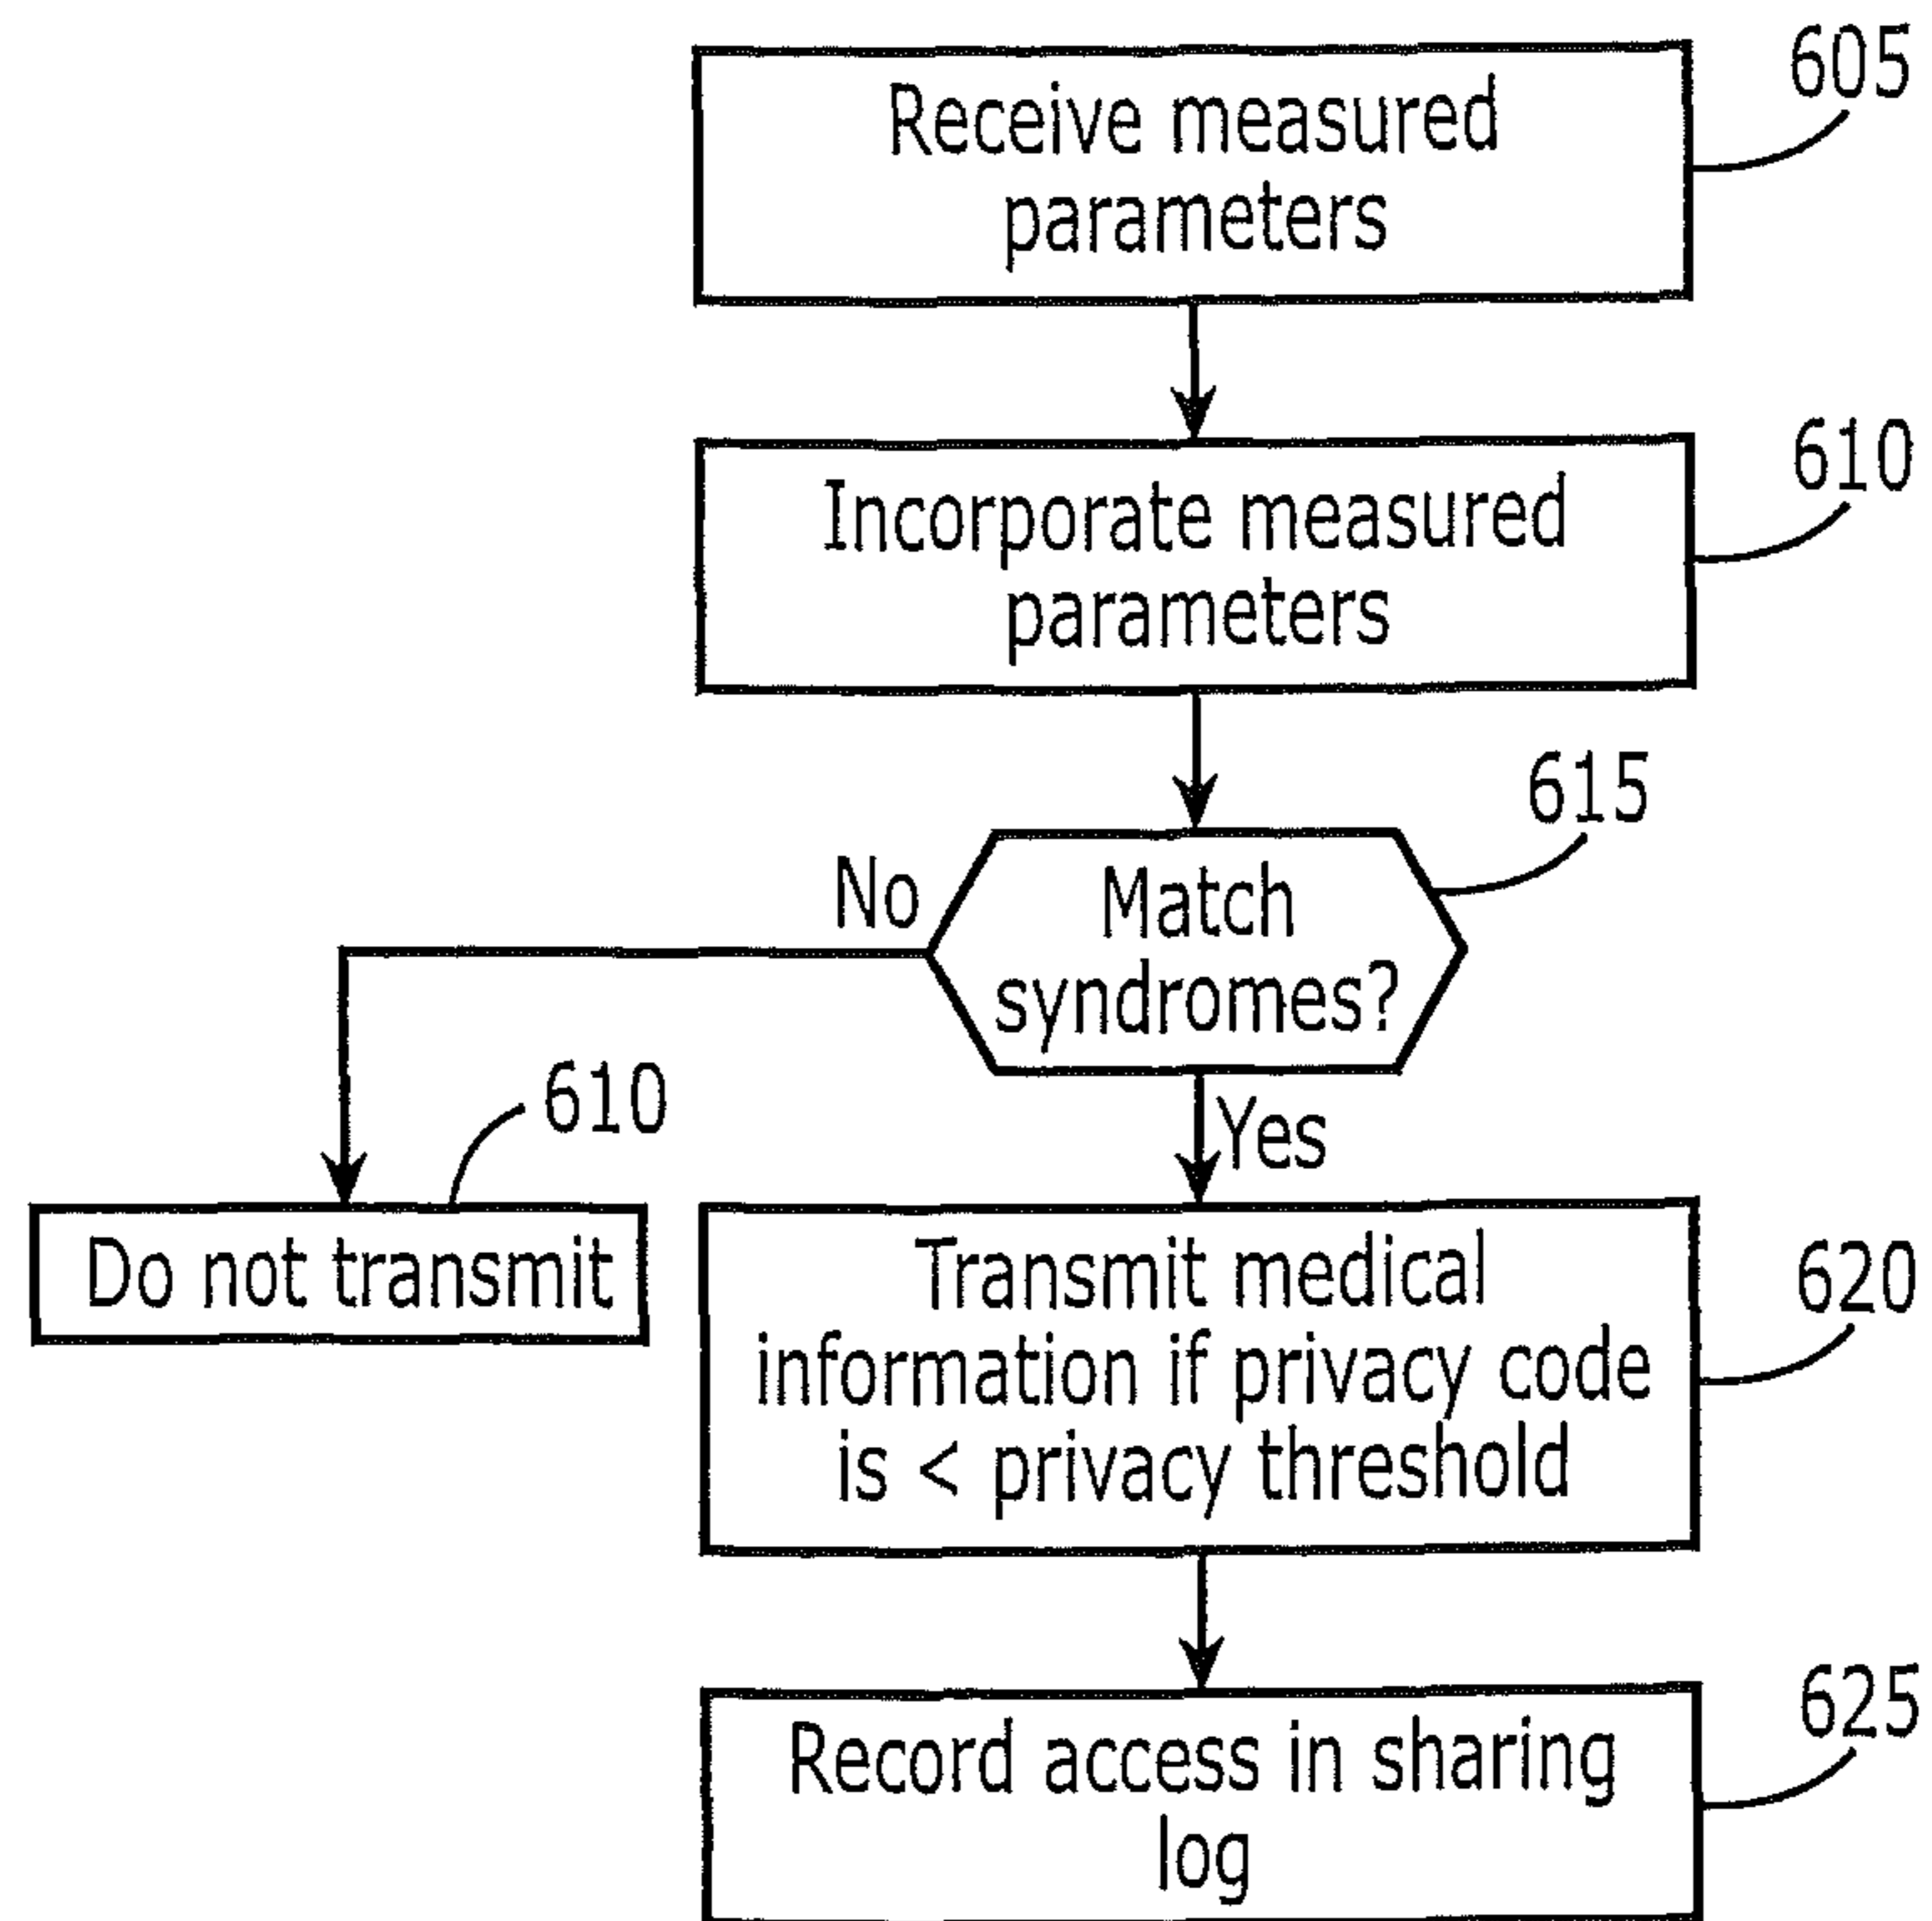 605
Receive measured
parameters
610
Incorporate measured
parameters
615
No
Match
syndromes?
610
Yes
Do not transmit
620
Transmit medical
information if privacy code
is < privacy threshold
625
Record access in sharing
log